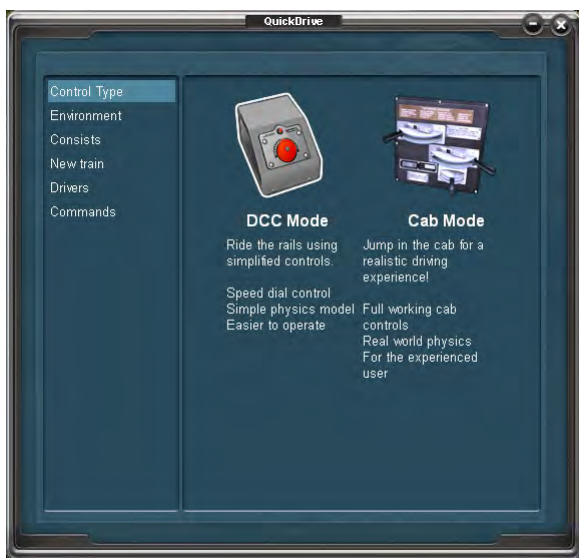 QuickDrive
Control Type
Environment
Consists
New train
Drivers
Commands
DCC Mode
Ride the rails using
simplified controls.
Speed dial control
Simple physics model
Easier to operate
Cab Mode
Jump in the cab for a
realistic driving
experience!
Full working cab
controls
Real world physics
For the experienced
user